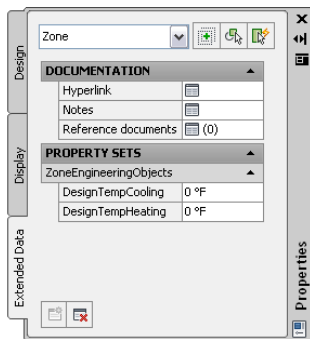 Zone
DOCUMENTATION
Hyperlink
Notes
Reference documents (0)
PROPERTY SETS
ZoneEngineeringObjects
DesignTempCooling 0 °F
DesignTempHeating 0 °F
Design
Display
Extended Data
Properties